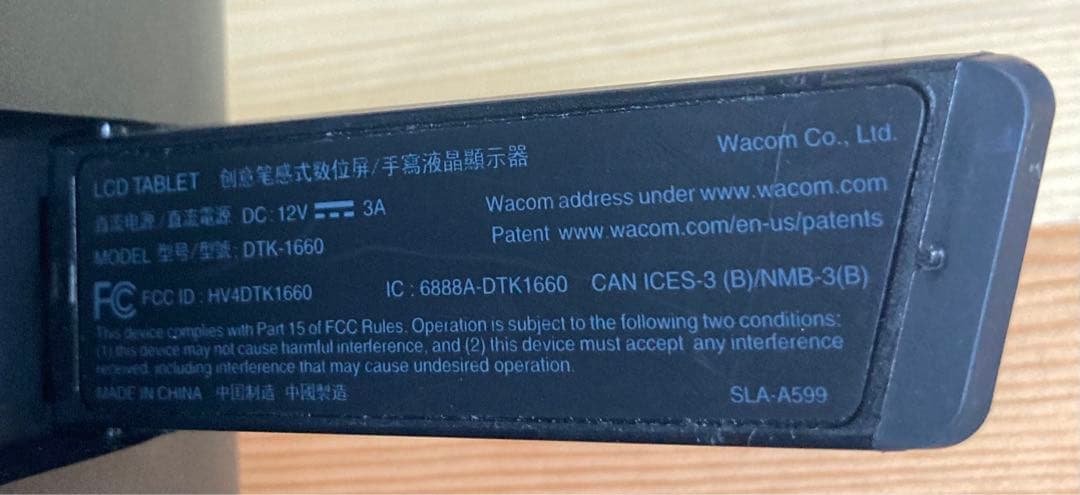 LCD TABLET 创意笔感式数位屏/手寫液晶顯示器
直流电源/直流電源 DC: 12V 3A
MODEL 型号/型號: DTK-1660
Wacom Co., Ltd.
Wacom address under www.wacom.com
Patent www.wacom.com/en-us/patents
FC FCC ID : HV4DTK1660 IC : 6888A-DTK1660 CAN ICES-3 (B)/NMB-3(B)
This device complies with Part 15 of FCC Rules. Operation is subject to the following two conditions:
(1) this device may not cause harmful interference, and (2) this device must accept any interference
received, including interference that may cause undesired operation.
MADE IN CHINA 中国制造 中國製造 SLA-A599